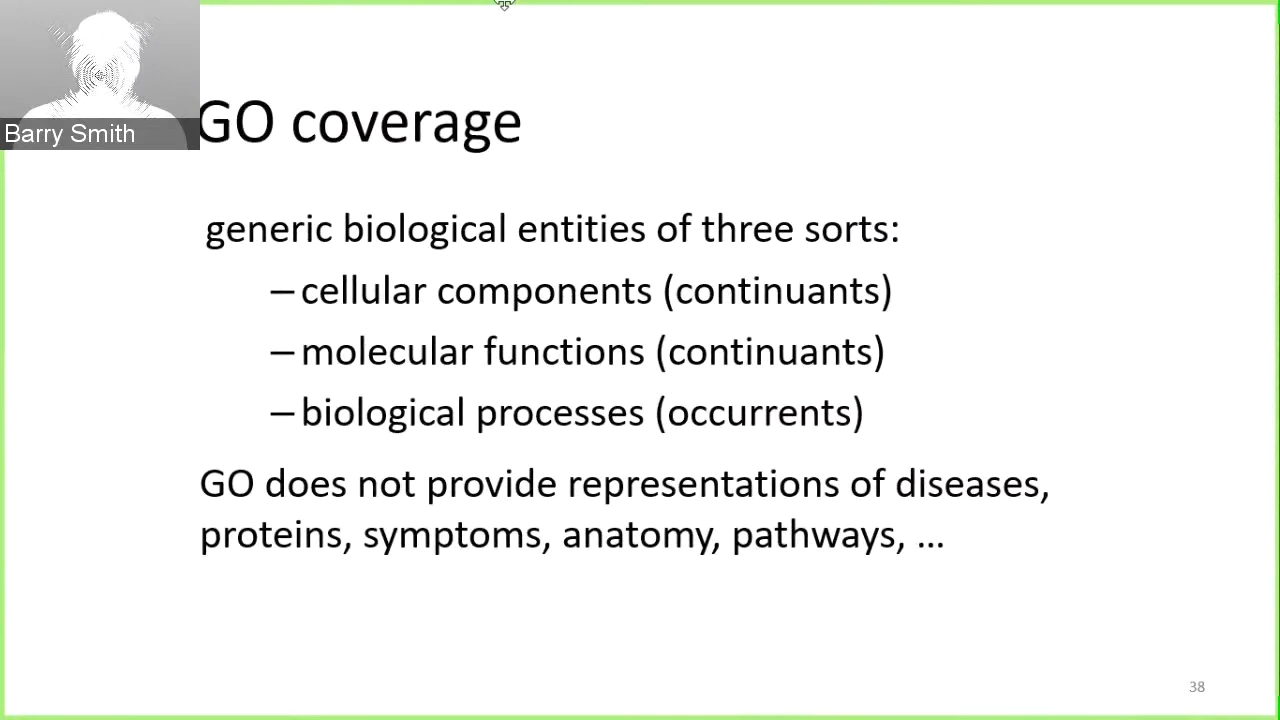 Barry Smith
GO coverage
generic biological entities of three sorts:
– cellular components (continuants)
– molecular functions (continuants)
– biological processes (occurrents)
GO does not provide representations of diseases,
proteins, symptoms, anatomy, pathways, …
38